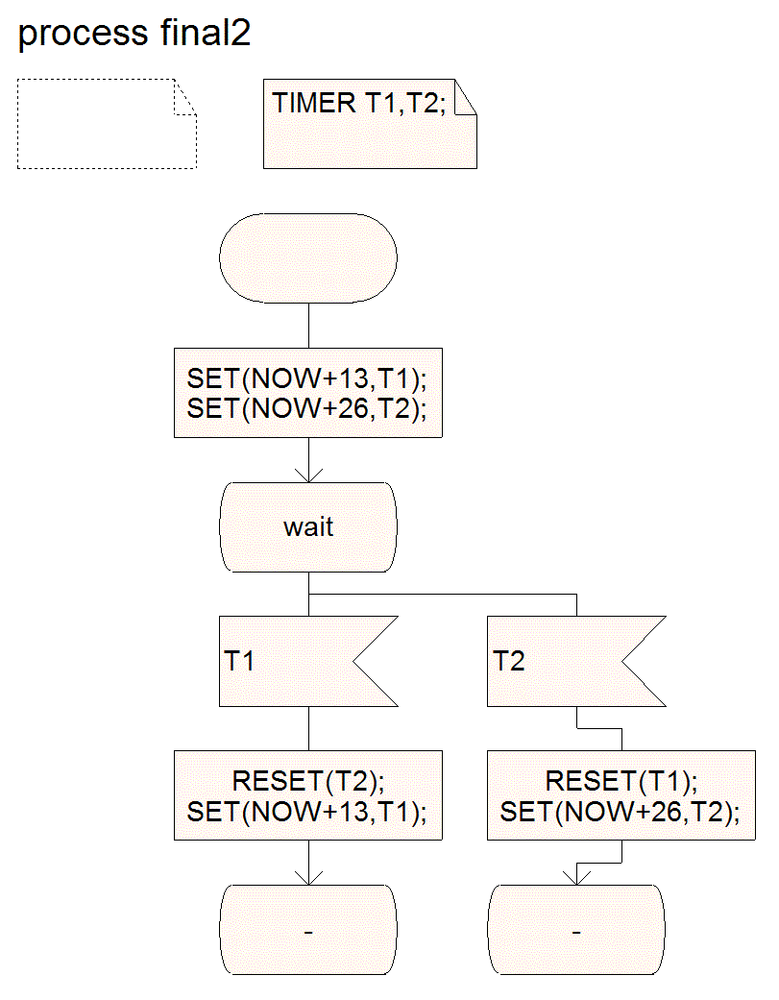 process final2
TIMER T1,T2;
SET(NOW+13,T1);
SET(NOW+26,T2);
wait
T1
T2
RESET(T2);
SET(NOW+13,T1);
RESET(T1);
SET(NOW+26,T2);
-
-